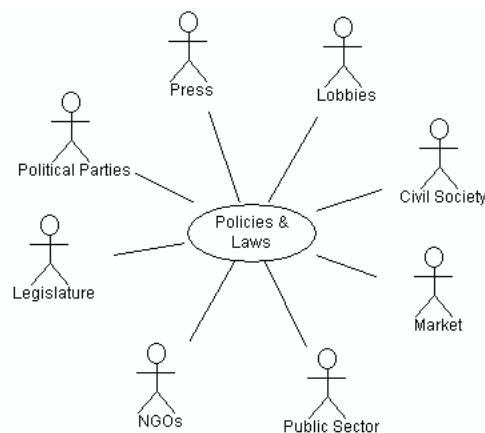 Press
Lobbies
Political Parties
Civil Society
Policies &
Laws
Legislature
Market
NGOs
Public Sector